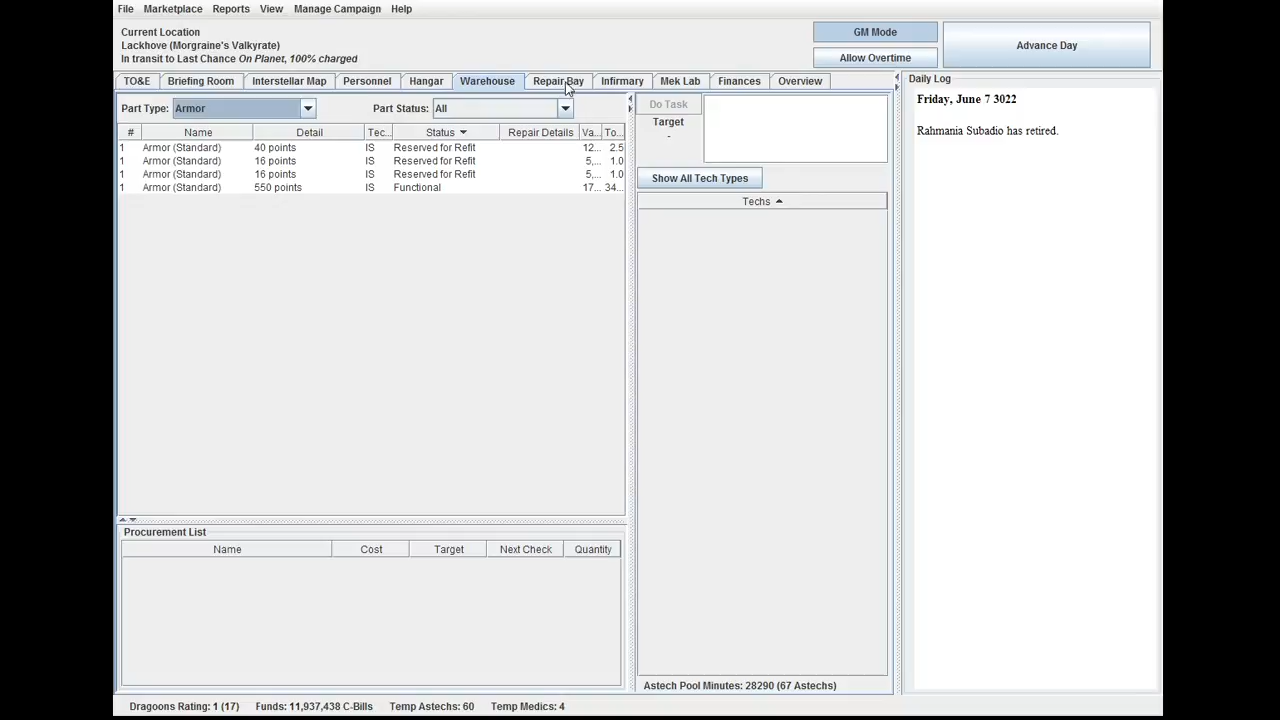 File Marketplace Reports View Manage Campaign Help
Current Location
Lackhove (Morgraine's Valkyrate)
In transit to Last Chance On Planet, 100% charged
GM Mode
Allow Overtime
Advance Day
TO&E Briefing Room Interstellar Map Personnel Hangar Warehouse Repair Bay Infirmary Mek Lab Finances Overview
Part Type: Armor Part Status: All
# Name Detail Tec... Status Repair Details Va... To...
1 Armor (Standard) 40 points IS Reserved for Refit 12... 2.5
1 Armor (Standard) 16 points IS Reserved for Refit 5,... 1.0
1 Armor (Standard) 16 points IS Reserved for Refit 5,... 1.0
1 Armor (Standard) 550 points IS Functional 17... 34...
Procurement List
Name Cost Target Next Check Quantity
Do Task
Target
-
Show All Tech Types
Techs
Astech Pool Minutes: 28290 (67 Astechs)
Daily Log
Friday, June 7 3022
Rahmania Subadio has retired.
Dragoons Rating: 1 (17) Funds: 11,937,438 C-Bills Temp Astechs: 60 Temp Medics: 4